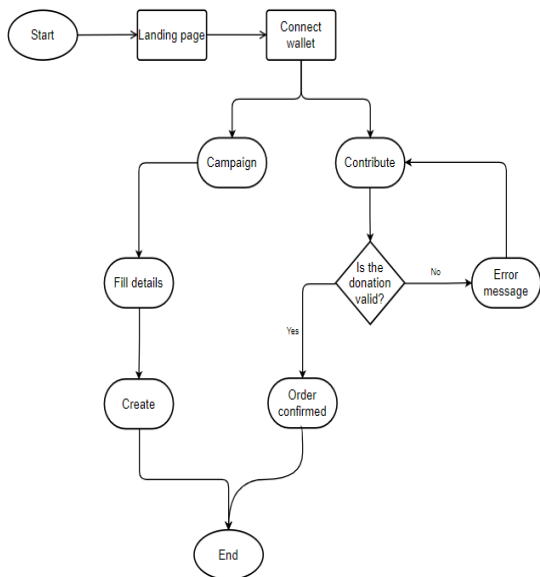 Start
Landing page
Connect
wallet
Campaign
Contribute
Fill details
Is the
donation
valid?
No
Error
message
Yes
Create
Order
confirmed
End